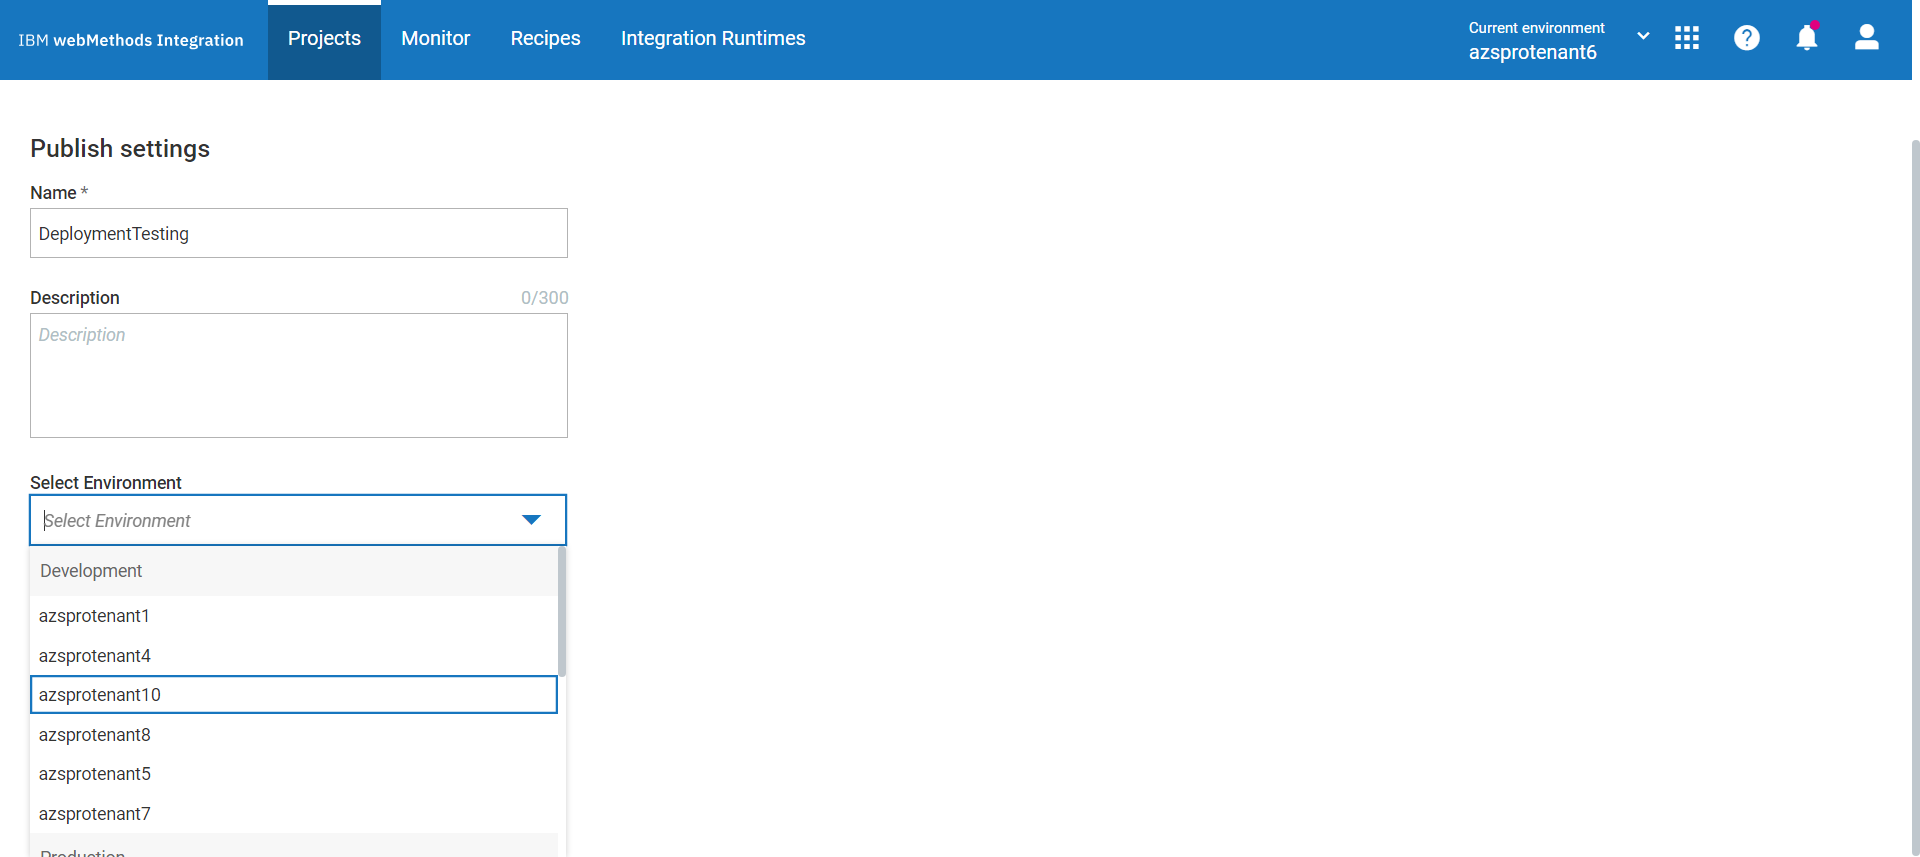 IBM webMethods Integration
Projects
Monitor
Recipes
Integration Runtimes
Current environment
azsprotenant6
Publish settings
Name *
DeploymentTesting
Description 0/300
Description
Select Environment
Select Environment
Development
azsprotenant1
azsprotenant4
azsprotenant10
azsprotenant8
azsprotenant5
azsprotenant7
Production